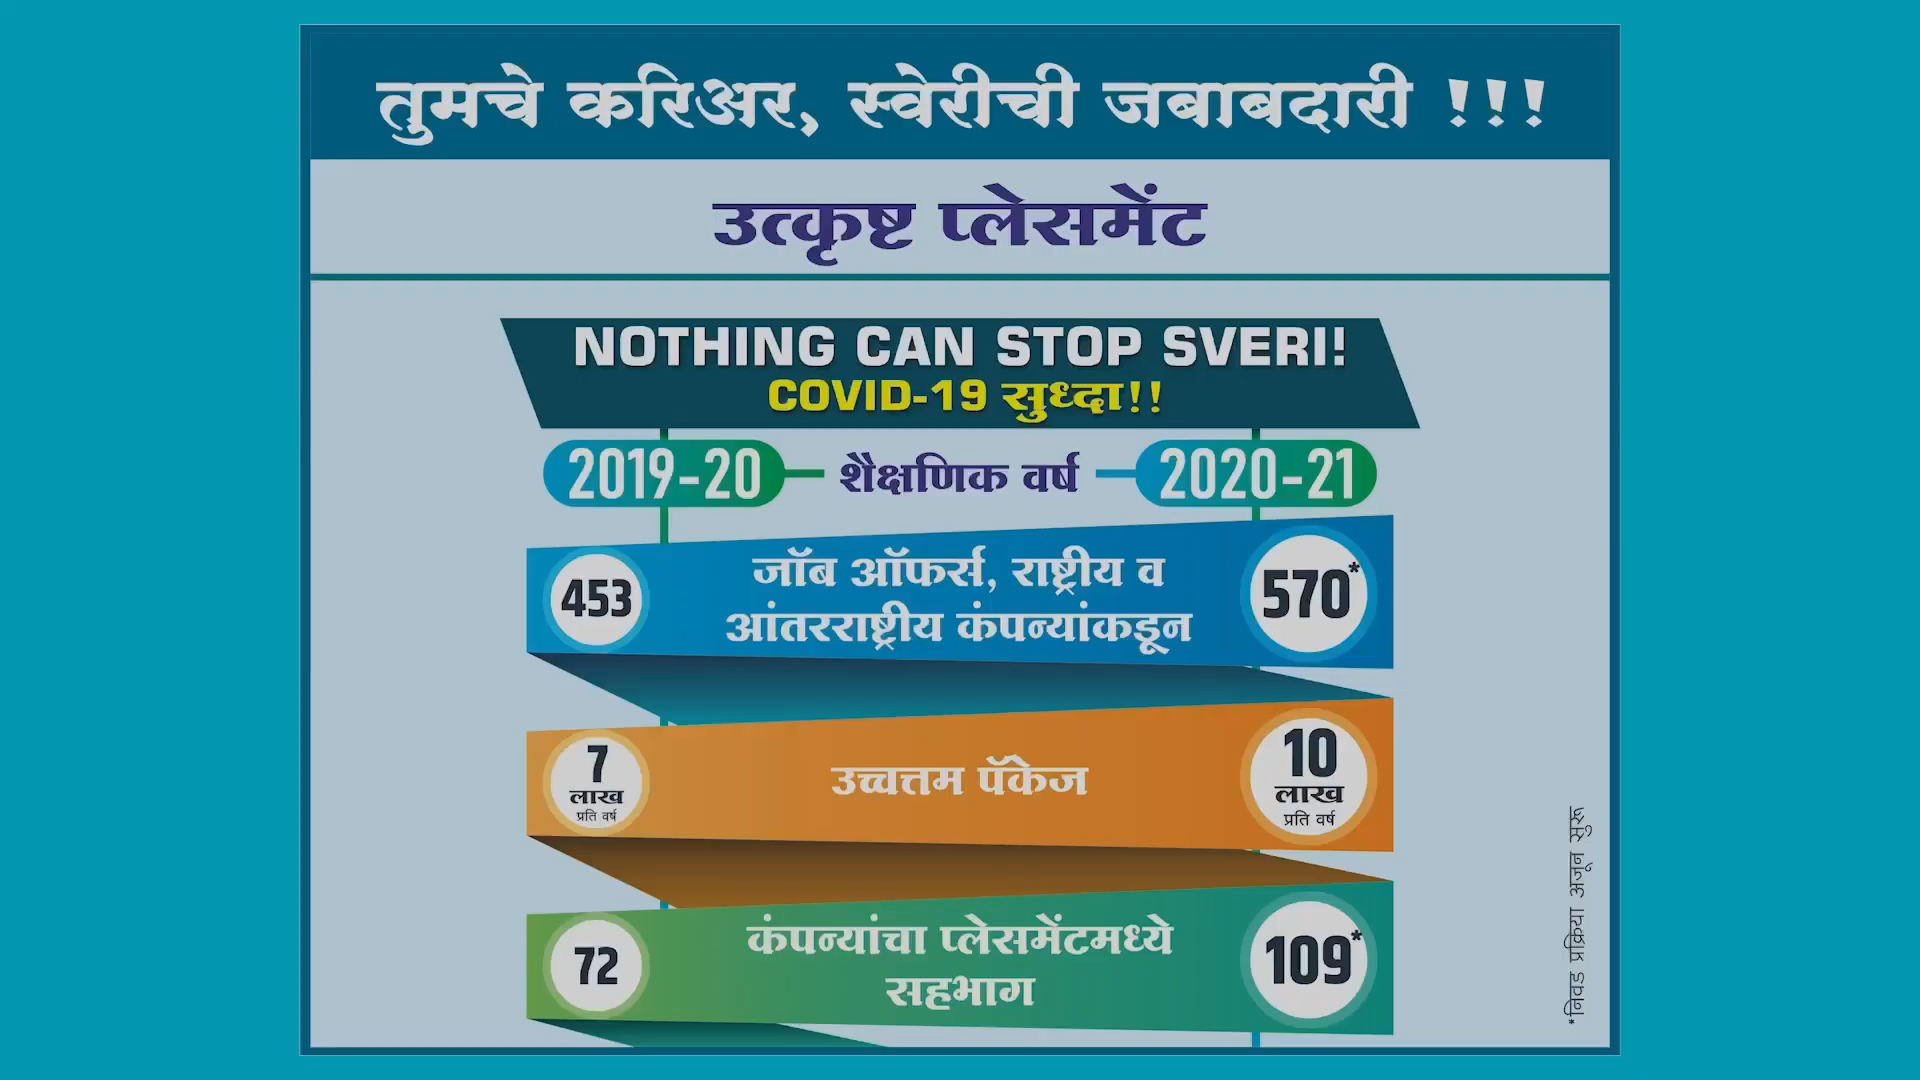 तुमचे करिअर, स्वेरीची जबाबदारी !!!
उत्कृष्ट प्लेसमेंट
NOTHING CAN STOP SVERI!
COVID-19 सुध्दा!!
2019-20 शैक्षणिक वर्ष 2020-21
453
जॉब ऑफर्स, राष्ट्रीय व
आंतरराष्ट्रीय कंपन्यांकडून
570*
7
लाख
प्रति वर्ष
उच्चत्तम पॅकेज
10
लाख
प्रति वर्ष
72
कंपन्यांचा प्लेसमेंटमध्ये
सहभाग
109*
*निवड प्रक्रिया अजून सुरू